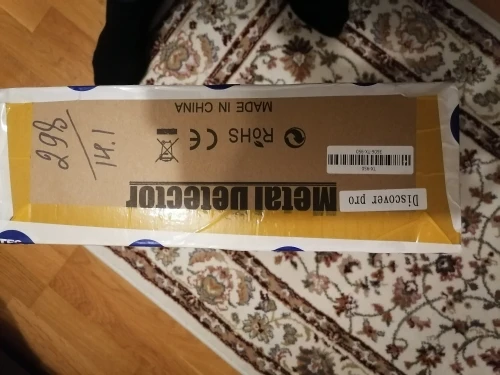 Discover pro
Metal Detector
RoHS CE
MADE IN CHINA
298
14.1